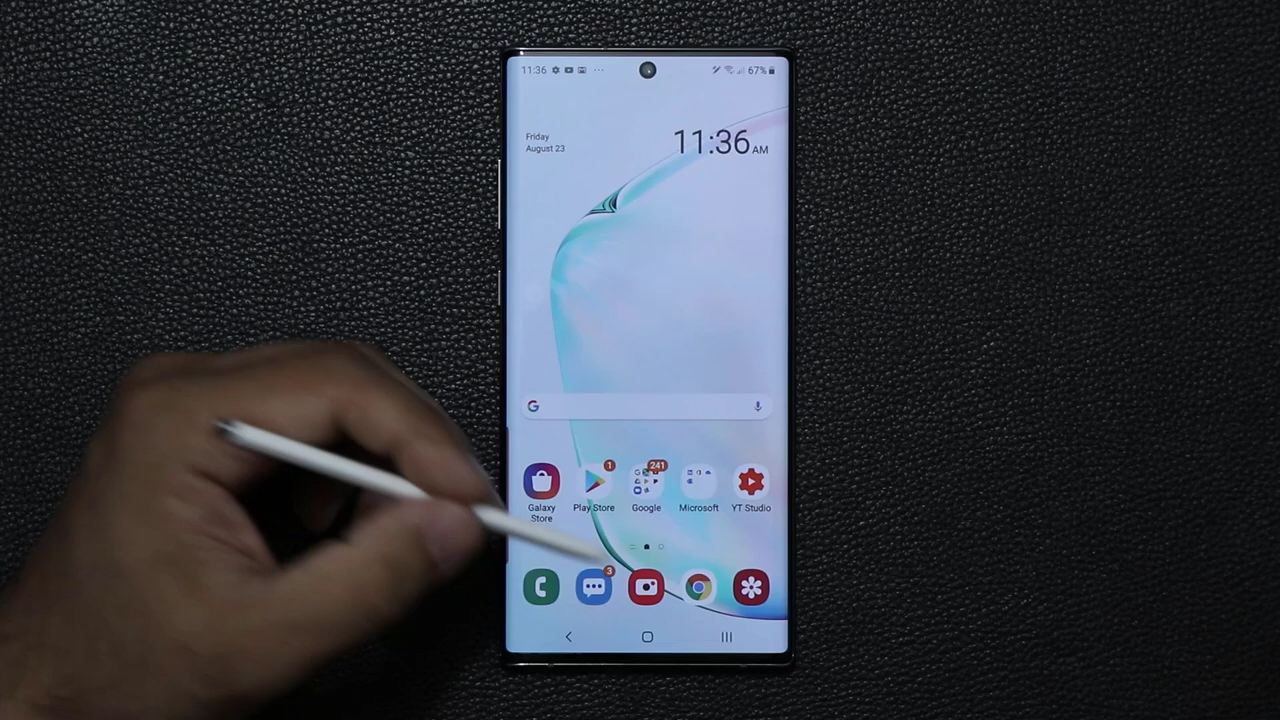 11:36
67%
Friday
August 23
11:36 AM
G
1
241
Galaxy Store
Play Store
Google
Microsoft
YT Studio
3